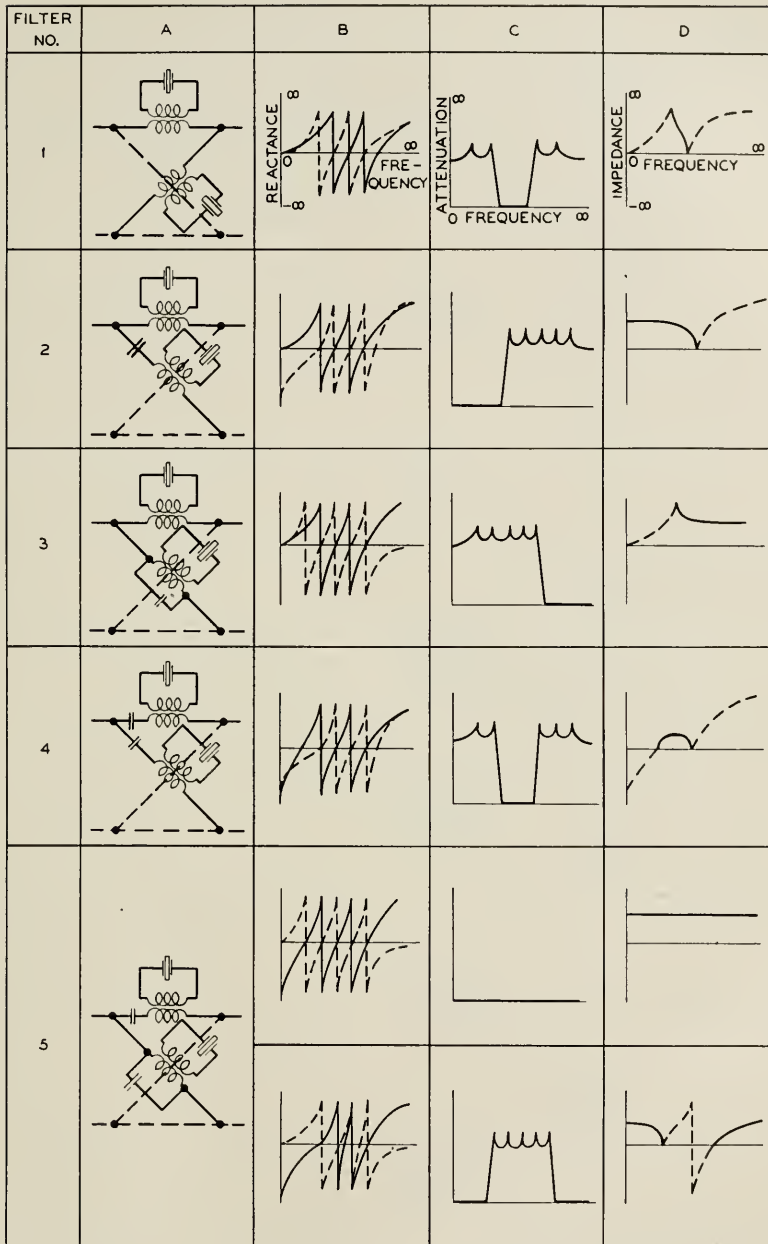 FILTER NO.
A
B
C
D
1
∞
REACTANCE
0
∞
FRE-
QUENCY
-∞
∞
ATTENUATION
0 FREQUENCY ∞
∞
IMPEDANCE
∞
0 FREQUENCY
-∞
2
3
4
5